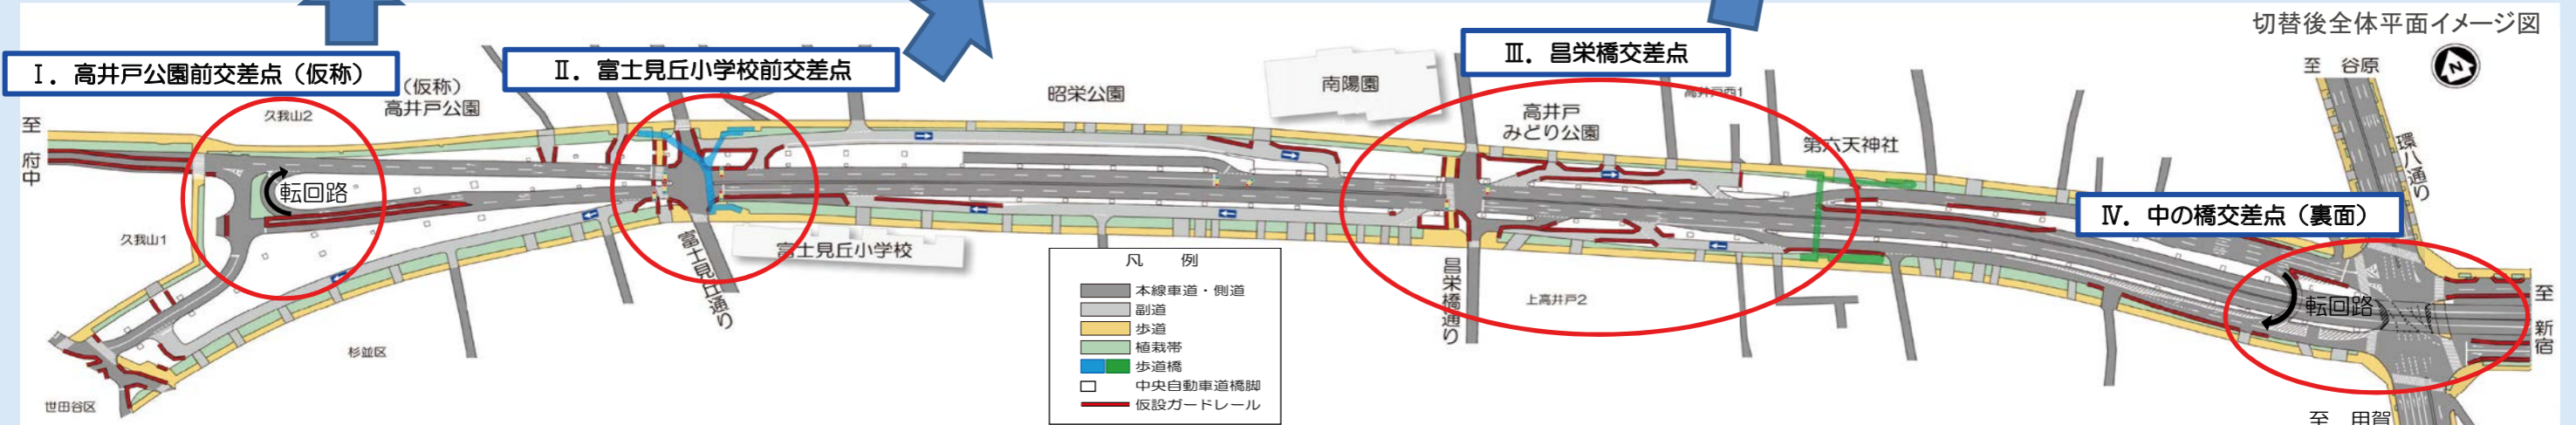 切替後全体平面イメージ図
Ⅰ．高井戸公園前交差点（仮称）
Ⅱ．富士見丘小学校前交差点
Ⅲ．昌栄橋交差点
Ⅳ．中の橋交差点（裏面）
至 谷原
N
環八通り
至 府中
久我山2
（仮称）
高井戸公園
昭栄公園
南陽園
高井戸
みどり公園
高井戸西1
第六天神社
転回路
久我山1
富士見丘通り
富士見丘小学校
昌栄橋通り
上高井戸2
転回路
至 新宿
杉並区
世田谷区
至 用賀
凡 例
本線車道・側道
副道
歩道
植栽帯
歩道橋
中央自動車道橋脚
仮設ガードレール